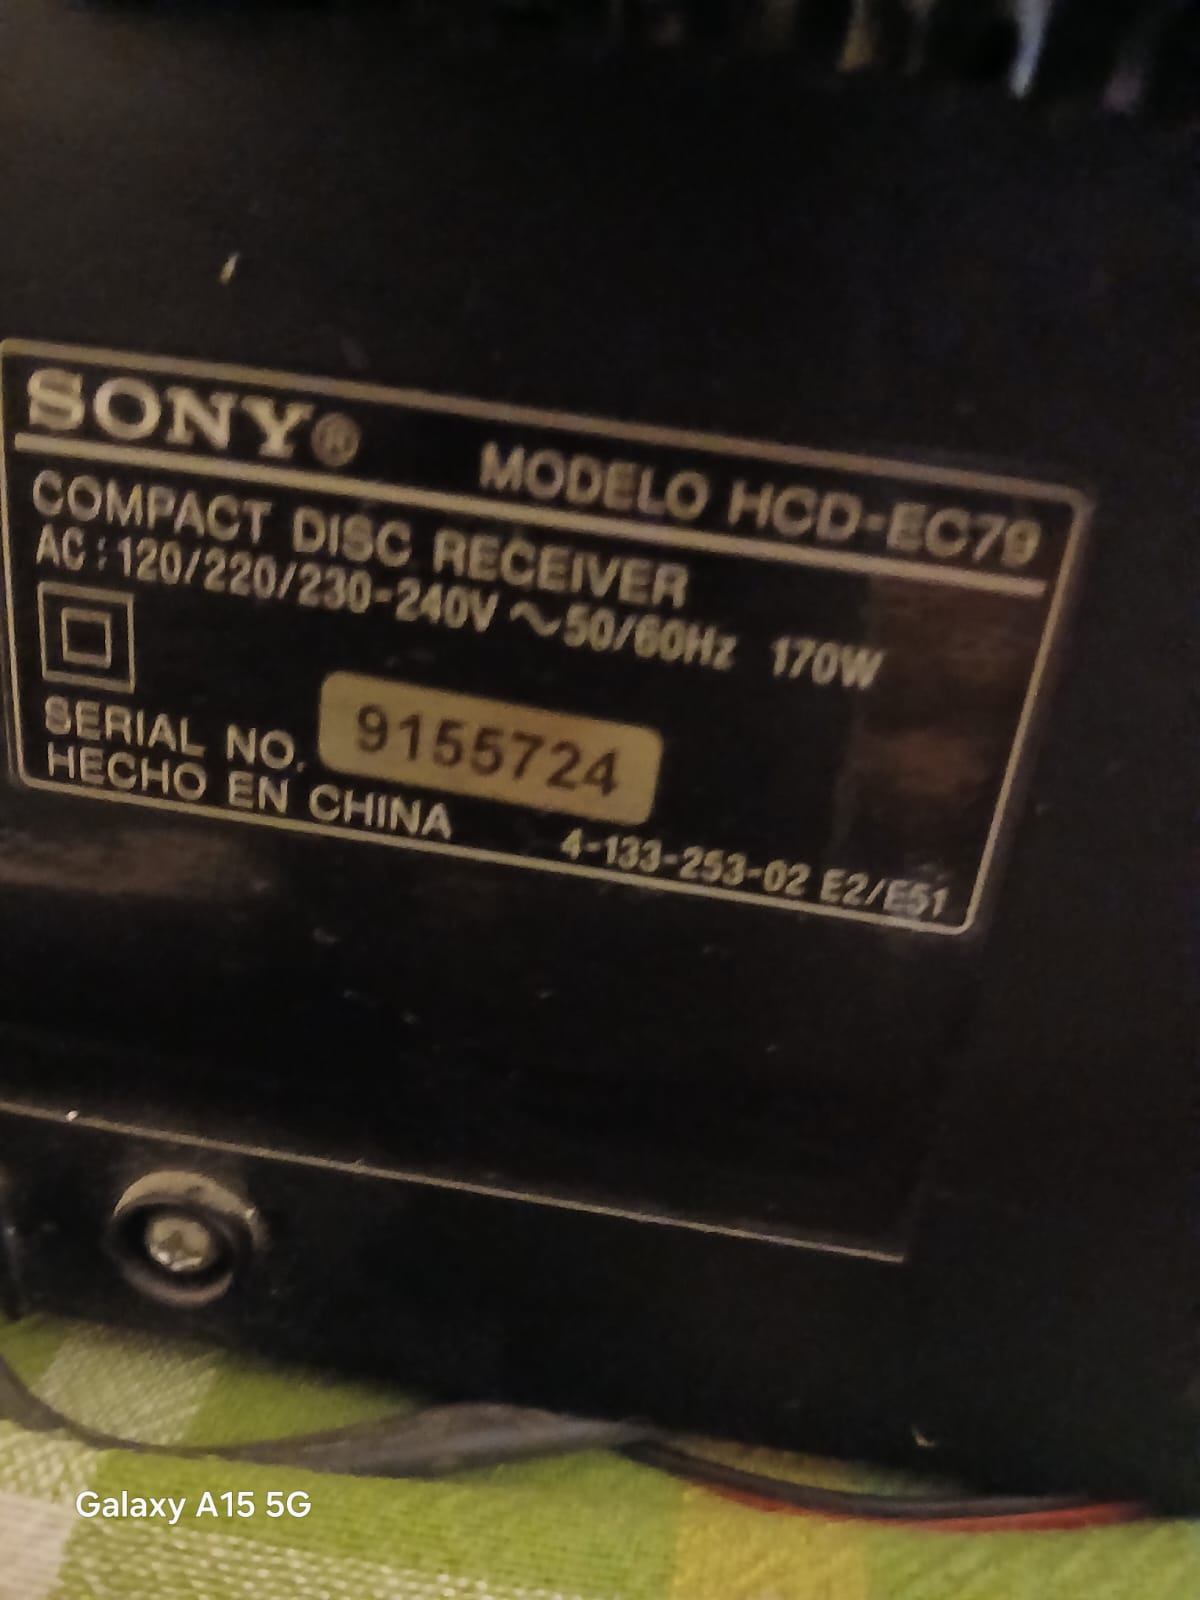 SONY®
MODELO HCD-EC79
COMPACT DISC RECEIVER
AC : 120/220/230-240V ~ 50/60Hz 170W
SERIAL NO. 9155724
HECHO EN CHINA
4-133-253-02 E2/E51
Galaxy A15 5G